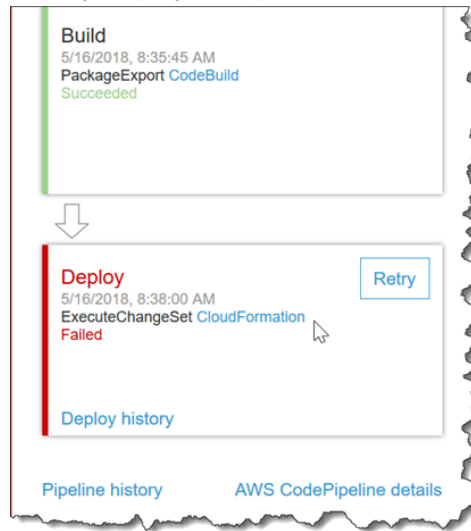 Build
5/16/2018, 8:35:45 AM
PackageExport CodeBuild
Succeeded
Deploy
Retry
5/16/2018, 8:38:00 AM
ExecuteChangeSet CloudFormation
Failed
Deploy history
Pipeline history
AWS CodePipeline details